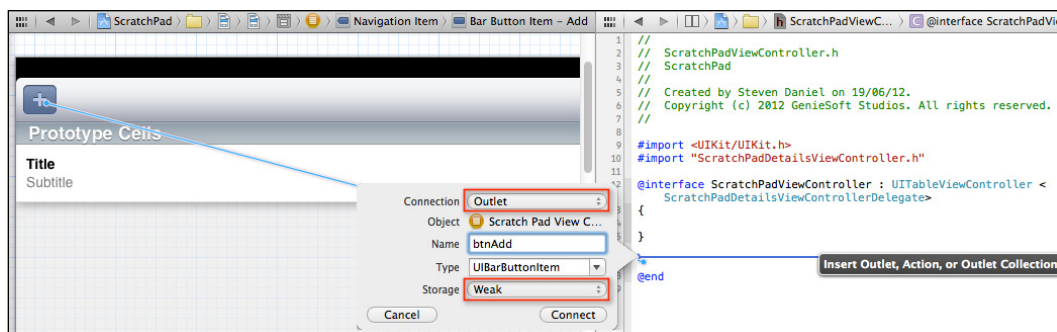 ScratchPad
Navigation Item
Bar Button Item – Add
ScratchPadViewC...
@interface ScratchPadVi
Prototype Cells
Title
Subtitle
Connection Outlet
Object Scratch Pad View C...
Name btnAdd
Type UIBarButtonItem
Storage Weak
Cancel Connect
1 //
2 // ScratchPadViewController.h
3 // ScratchPad
4 //
5 // Created by Steven Daniel on 19/06/12.
6 // Copyright (c) 2012 GenieSoft Studios. All rights reserved.
7 //
8
9 #import <UIKit/UIKit.h>
10 #import "ScratchPadDetailsViewController.h"
11
@interface ScratchPadViewController : UITableViewController <
ScratchPadDetailsViewControllerDelegate>
{
}
Insert Outlet, Action, or Outlet Collection
@end